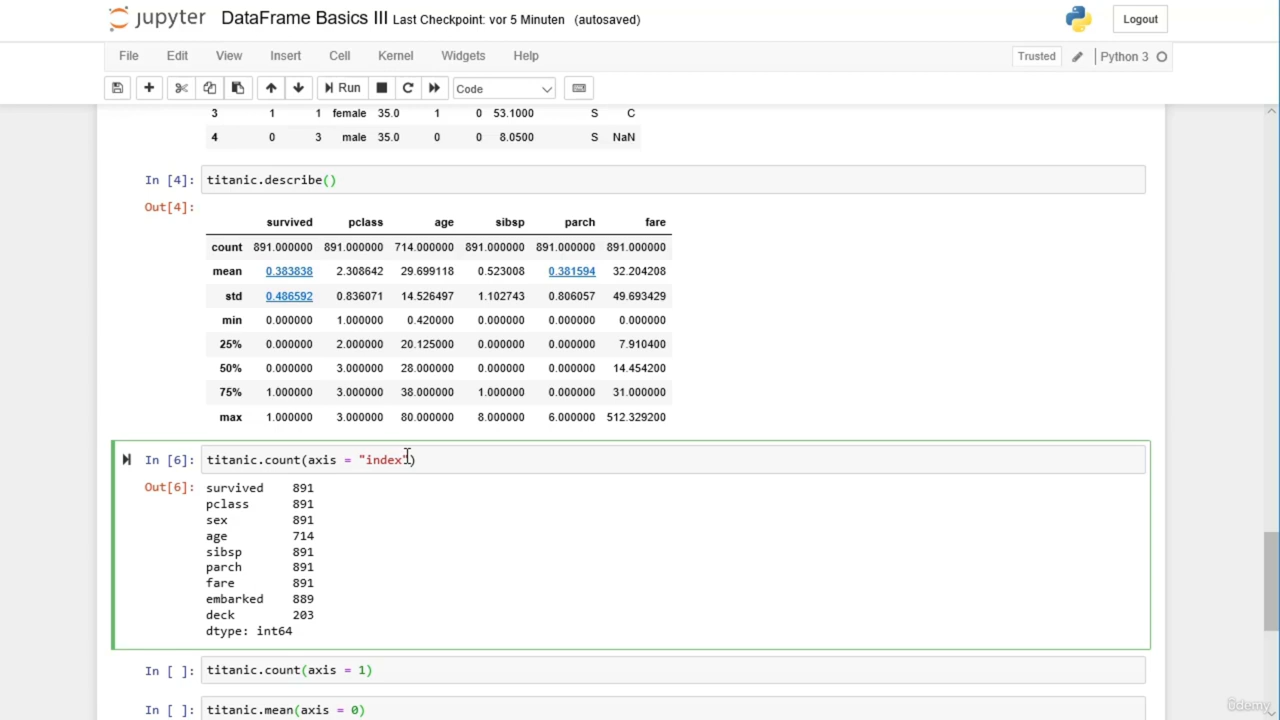 jupyter DataFrame Basics III Last Checkpoint: vor 5 Minuten (autosaved) Logout
File Edit View Insert Cell Kernel Widgets Help Trusted Python 3
Run Code
3 1 1 female 35.0 1 0 53.1000 S C
4 0 3 male 35.0 0 0 8.0500 S NaN
In [4]: titanic.describe()
Out[4]:
survived pclass age sibsp parch fare
count 891.000000 891.000000 714.000000 891.000000 891.000000 891.000000
mean 0.383838 2.308642 29.699118 0.523008 0.381594 32.204208
std 0.486592 0.836071 14.526497 1.102743 0.806057 49.693429
min 0.000000 1.000000 0.420000 0.000000 0.000000 0.000000
25% 0.000000 2.000000 20.125000 0.000000 0.000000 7.910400
50% 0.000000 3.000000 28.000000 0.000000 0.000000 14.454200
75% 1.000000 3.000000 38.000000 1.000000 0.000000 31.000000
max 1.000000 3.000000 80.000000 8.000000 6.000000 512.329200
In [6]: titanic.count(axis = "index")
Out[6]: survived 891
pclass 891
sex 891
age 714
sibsp 891
parch 891
fare 891
embarked 889
deck 203
dtype: int64
In [ ]: titanic.count(axis = 1)
In [ ]: titanic.mean(axis = 0)
ûdemy